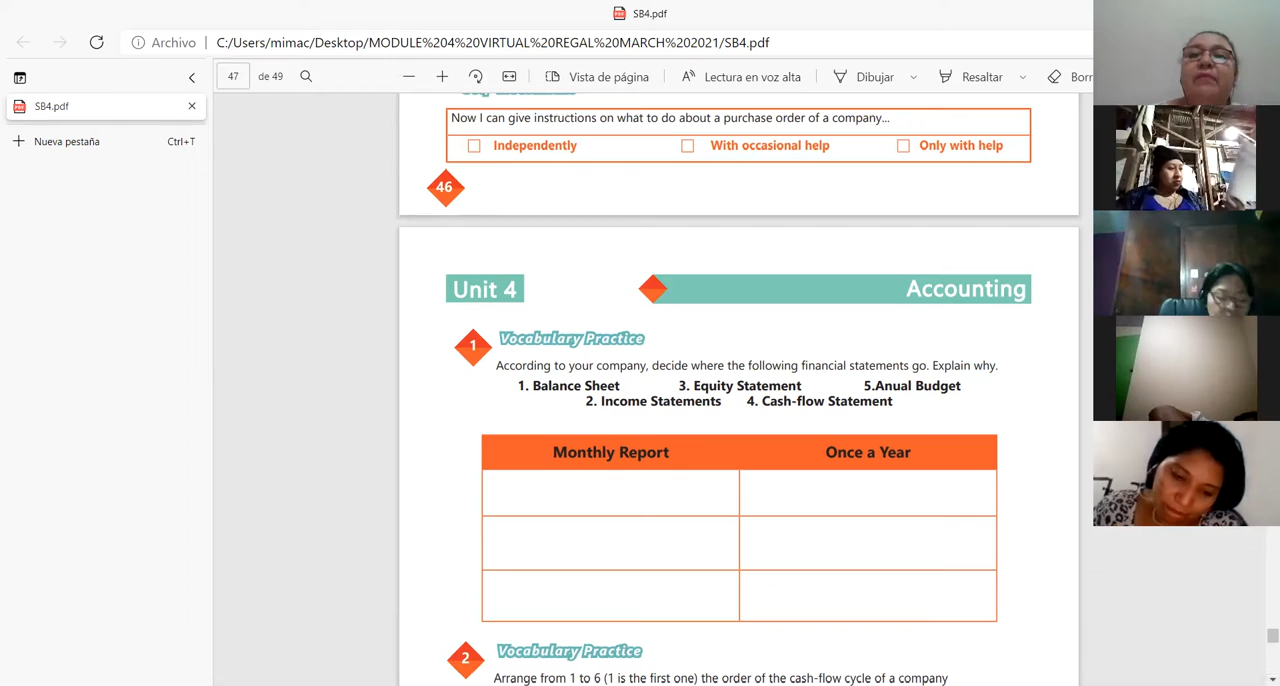 SB4.pdf
Archivo C:/Users/mimac/Desktop/MODULE%204%20VIRTUAL%20REGAL%20MARCH%202021/SB4.pdf
47 de 49 Vista de página Lectura en voz alta Dibujar Resaltar Borr
SB4.pdf
Nueva pestaña Ctrl+T
Now I can give instructions on what to do about a purchase order of a company...
Independently With occasional help Only with help
46
Unit 4 Accounting
1 Vocabulary Practice
According to your company, decide where the following financial statements go. Explain why.
1. Balance Sheet 3. Equity Statement 5.Anual Budget
2. Income Statements 4. Cash-flow Statement
Monthly Report Once a Year
2 Vocabulary Practice
Arrange from 1 to 6 (1 is the first one) the order of the cash-flow cycle of a company